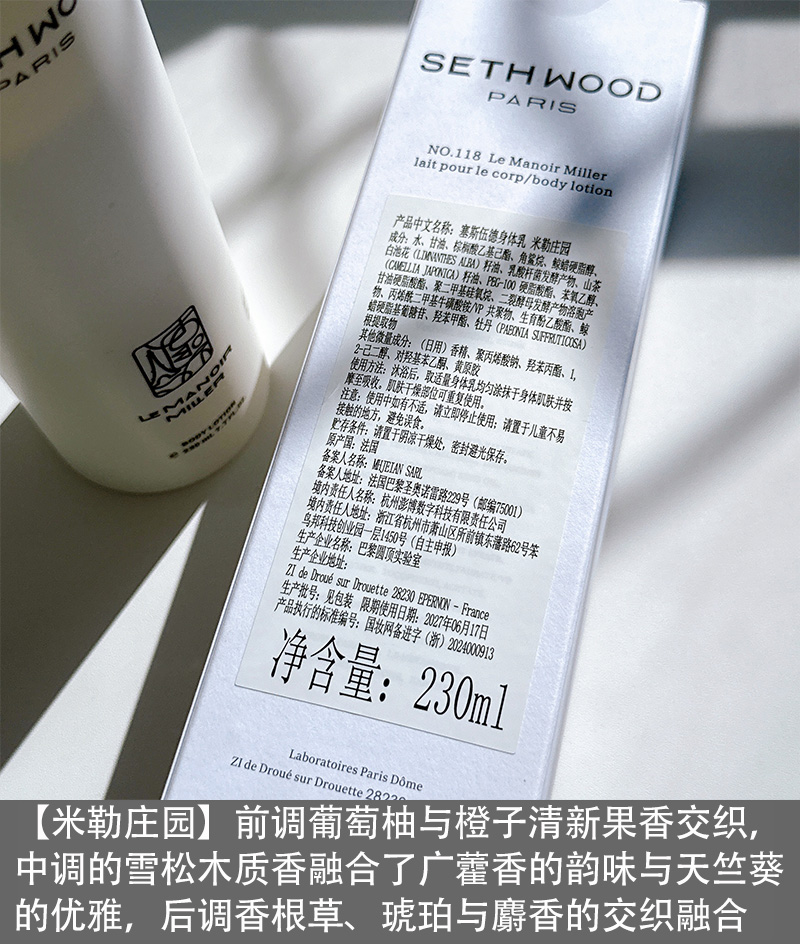 TH WO
PARIS
LE MANOIR
MILLER
BODY LOTION
SETH WOOD
PARIS
NO.118 Le Manoir Miller
lait pour le corp/body lotion
产品中文名称：塞斯伍德身体乳 米勒庄园
成分：水、甘油、棕榈酸乙基己酯、角鲨烷、鲸蜡硬脂醇、
白池花（LIMNANTHES ALBA）籽油、乳酸杆菌发酵产物、山茶
（CAMELLIA JAPONICA）籽油、PEG-100 硬脂酸酯、苯氧乙醇、
甘油硬脂酸酯、聚二甲基硅氧烷、二裂酵母发酵产物溶胞产
物、丙烯酰二甲基牛磺酸铵/VP 共聚物、生育酚乙酸酯、鲸
蜡硬脂基葡糖苷、羟苯甲酯、牡丹（PAEONIA SUFFRUTICOSA）
根提取物
其他微量成分：（日用）香精、聚丙烯酸钠、羟苯丙酯、1,
2-己二醇、对羟基苯乙酮、黄原胶
使用方法：沐浴后，取适量身体乳均匀涂抹于身体肌肤并按
摩至吸收，肌肤干燥部位可重复使用。
注意：使用中如有不适，请立即停止使用；请置于儿童不易
接触的地方，避免误食。
贮存条件：请置于阴凉干燥处，密封避光保存。
原产国：法国
备案人名称：MUJEIAN SARL
备案人地址：法国巴黎圣奥诺雷路229号（邮编75001）
境内责任人名称：杭州澎博数字科技有限责任公司
境内责任人地址：浙江省杭州市萧山区所前镇东藩路62号笨
鸟邦科技创业园一层1450号（自主申报）
生产企业名称：巴黎圆顶实验室
生产企业地址：
ZI de Droué sur Drouette 28230 EPERNON - France
生产批号：见包装 限期使用日期：2027年06月17日
产品执行的标准编号：国妆网备进字（浙）2024000913
净含量：230ml
Laboratoires Paris Dôme
ZI de Droué sur Drouette 28230
【米勒庄园】前调葡萄柚与橙子清新果香交织，
中调的雪松木质香融合了广藿香的韵味与天竺葵
的优雅，后调香根草、琥珀与麝香的交织融合